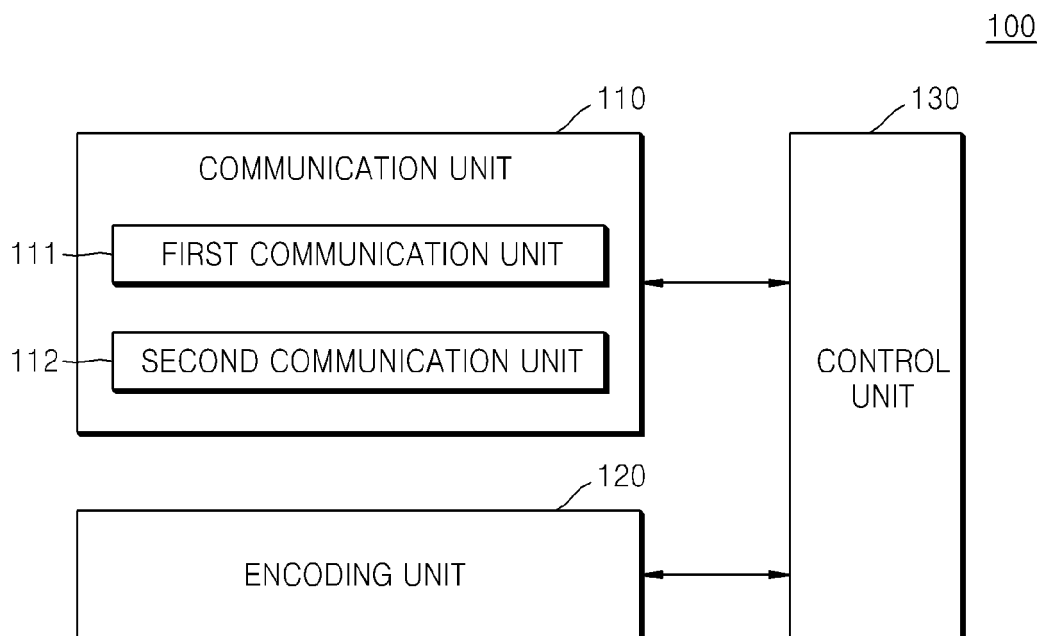 100
110
130
COMMUNICATION UNIT
111
FIRST COMMUNICATION UNIT
112
SECOND COMMUNICATION UNIT
CONTROL
UNIT
120
ENCODING UNIT